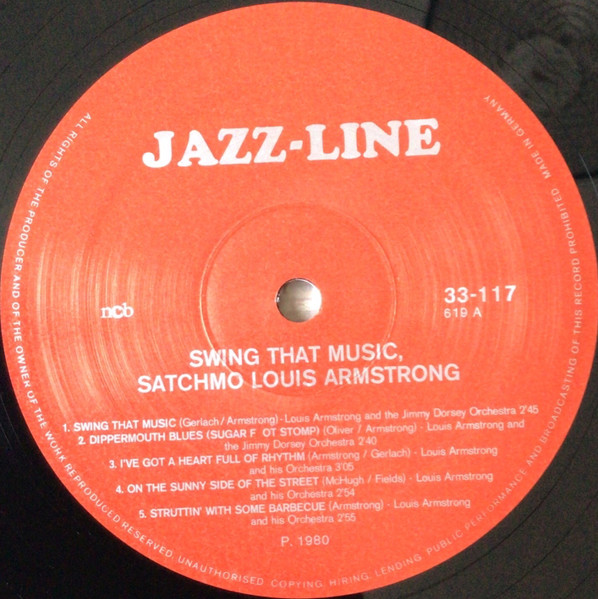 JAZZ-LINE
ncb
33-117
619 A
SWING THAT MUSIC,
SATCHMO LOUIS ARMSTRONG
1. SWING THAT MUSIC (Gerlach/Armstrong) - Louis Armstrong and the Jimmy Dorsey Orchestra 2'45
2. DIPPERMOUTH BLUES (SUGAR F OT STOMP) (Oliver / Armstrong) - Louis Armstrong and
the Jimmy Dorsey Orchestra 2'40
3. I'VE GOT A HEART FULL OF RHYTHM (Armstrong / Gerlach) - Louis Armstrong
and his Orchestra 3'05
4. ON THE SUNNY SIDE OF THE STREET (McHugh / Fields) - Louis Armstrong
and his Orchestra 2'54
5. STRUTTIN' WITH SOME BARBECUE (Armstrong) - Louis Armstrong
and his Orchestra 2'55
P. 1980
ALL RIGHTS OF THE PRODUCER AND OF THE OWNER OF THE WORK REPRODUCED RESERVED. UNAUTHORISED COPYING, HIRING, LENDING, PUBLIC PERFORMANCE AND BROADCASTING OF THIS RECORD PROHIBITED MADE IN GERMANY